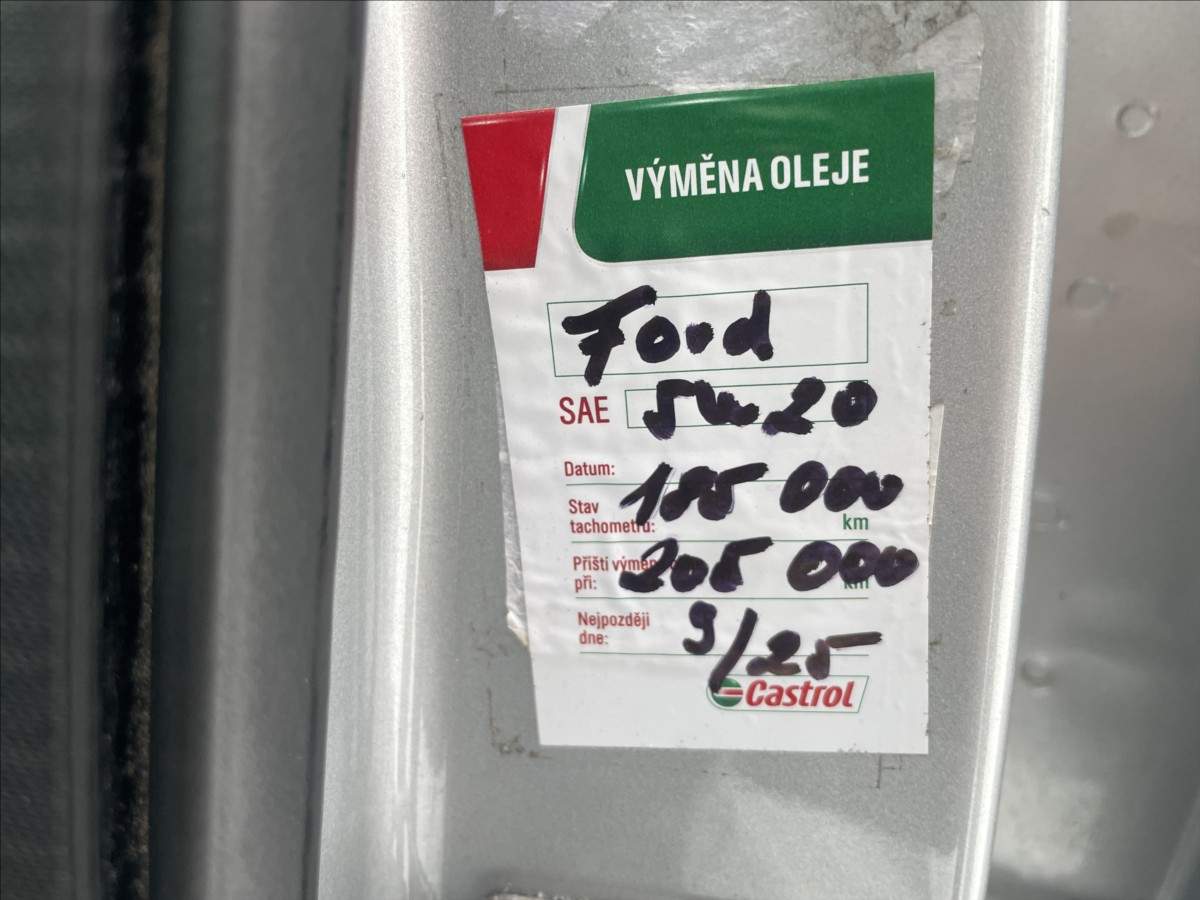 VÝMĚNA OLEJE
Ford
SAE 5W20
Datum:
Stav
tachometru: 185 000 km
Příští výměna
při: 205 000 km
Nejpozději
dne: 9/25
Castrol